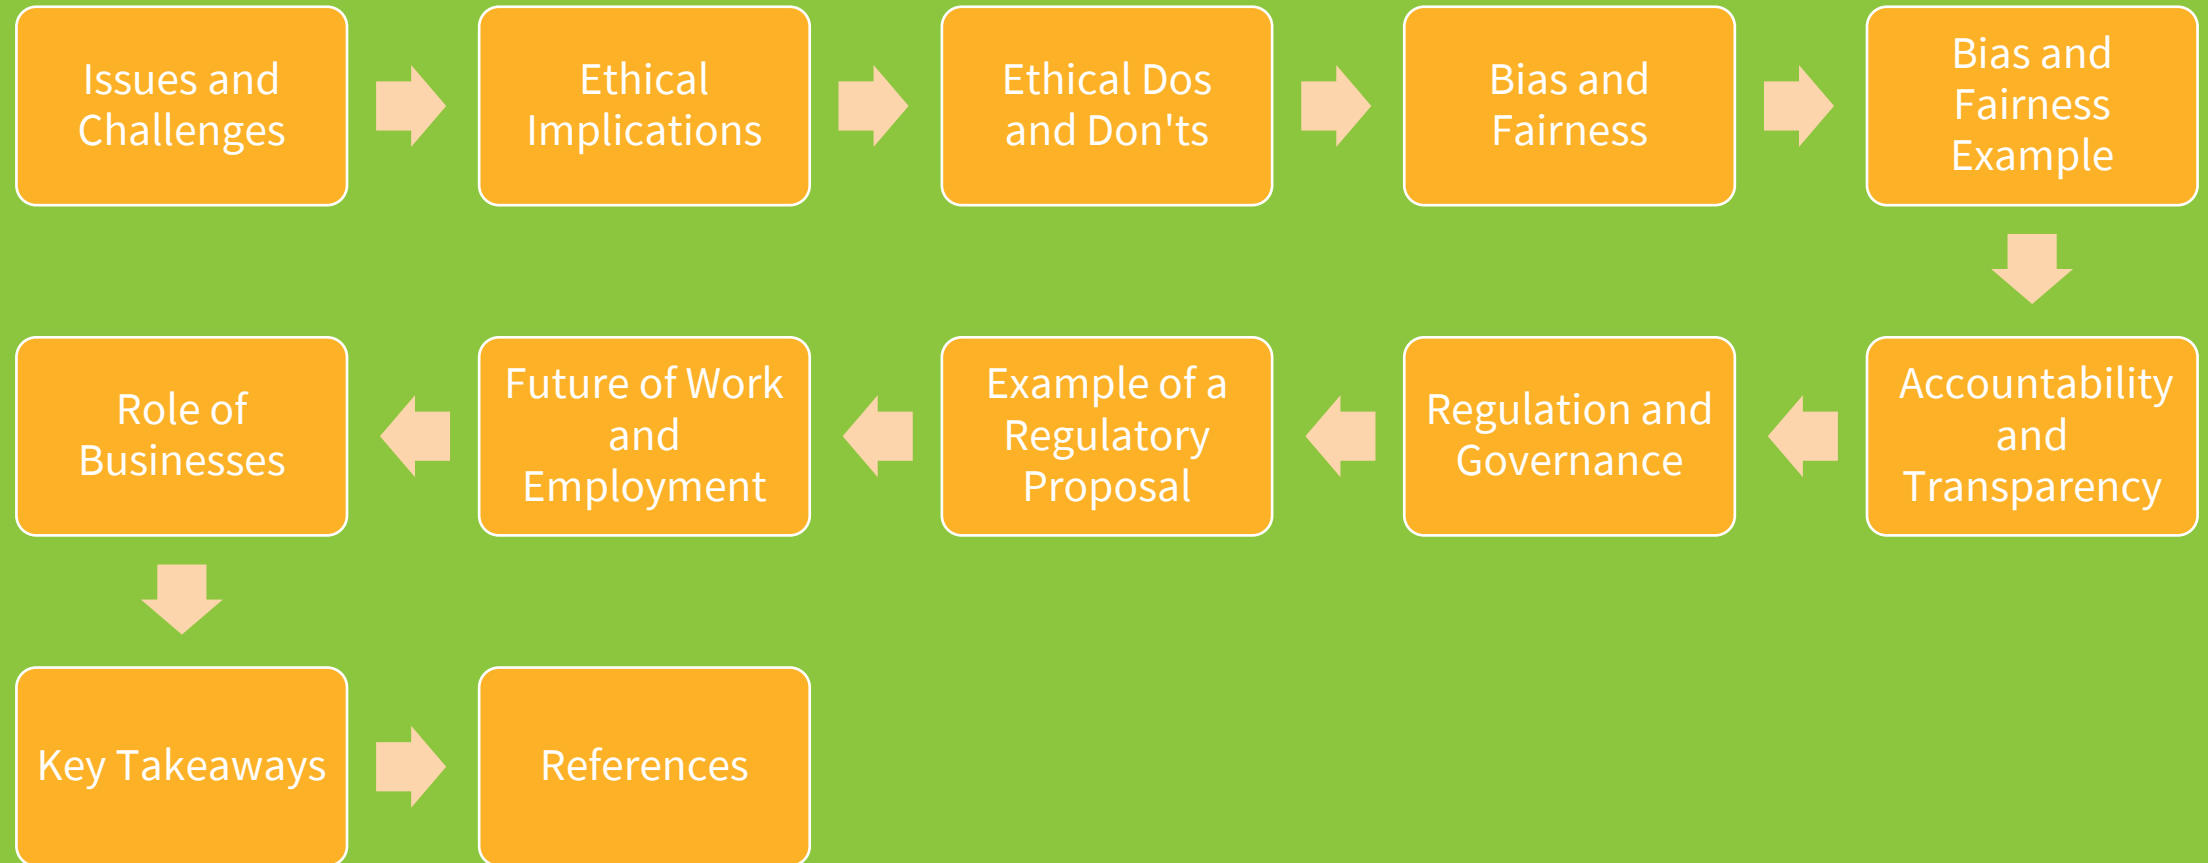 Issues and
Challenges
Ethical
Implications
Ethical Dos
and Don'ts
Bias and
Fairness
Bias and
Fairness
Example
Accountability
and
Transparency
Regulation and
Governance
Example of a
Regulatory
Proposal
Future of Work
and
Employment
Role of
Businesses
Key Takeaways
References